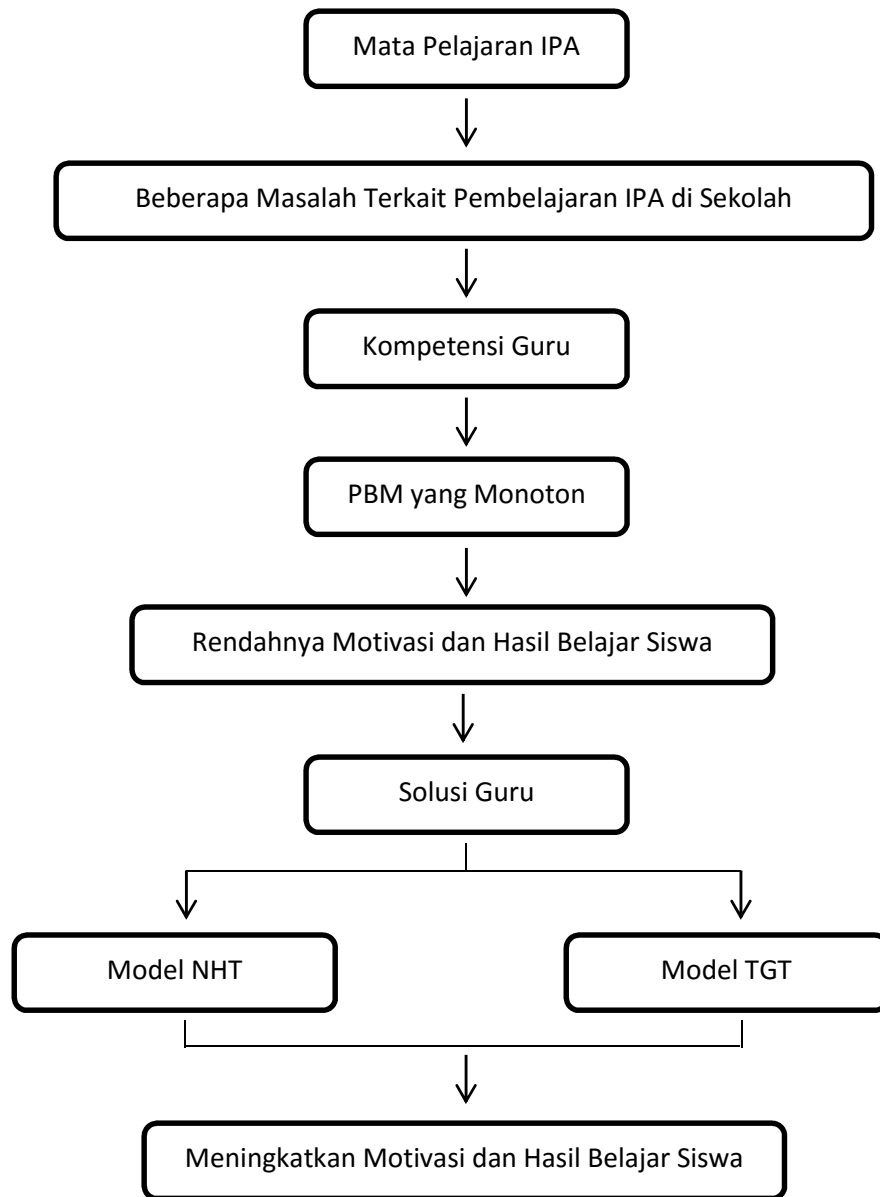 Mata Pelajaran IPA
Beberapa Masalah Terkait Pembelajaran IPA di Sekolah
Kompetensi Guru
PBM yang Monoton
Rendahnya Motivasi dan Hasil Belajar Siswa
Solusi Guru
Model NHT
Model TGT
Meningkatkan Motivasi dan Hasil Belajar Siswa